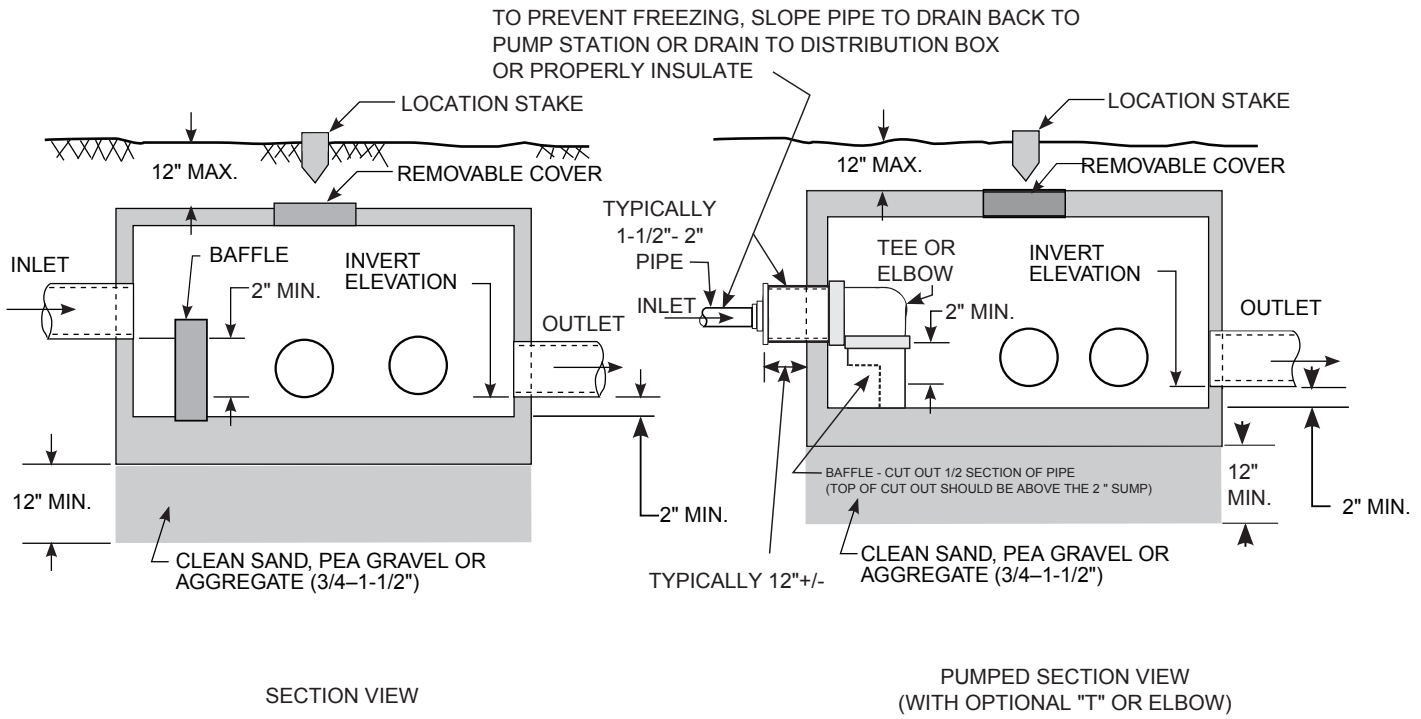 TO PREVENT FREEZING, SLOPE PIPE TO DRAIN BACK TO
PUMP STATION OR DRAIN TO DISTRIBUTION BOX
OR PROPERLY INSULATE
LOCATION STAKE
12" MAX.
REMOVABLE COVER
INLET
BAFFLE
2" MIN.
INVERT
ELEVATION
OUTLET
12" MIN.
2" MIN.
CLEAN SAND, PEA GRAVEL OR
AGGREGATE (3/4–1-1/2")
SECTION VIEW
LOCATION STAKE
12" MAX.
REMOVABLE COVER
TYPICALLY
1-1/2"- 2"
PIPE
INLET
TEE OR
ELBOW
2" MIN.
INVERT
ELEVATION
OUTLET
BAFFLE - CUT OUT 1/2 SECTION OF PIPE
(TOP OF CUT OUT SHOULD BE ABOVE THE 2 " SUMP)
12"
MIN.
2" MIN.
CLEAN SAND, PEA GRAVEL OR
AGGREGATE (3/4–1-1/2")
TYPICALLY 12"+/-
PUMPED SECTION VIEW
(WITH OPTIONAL "T" OR ELBOW)